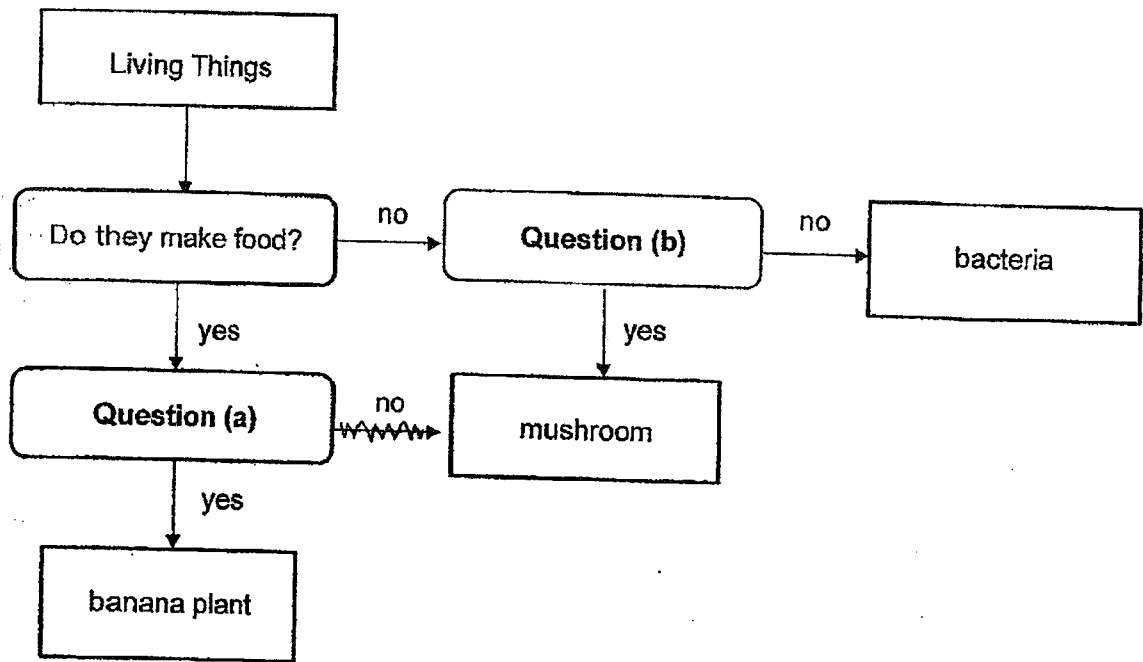 Living Things
Do they make food?
no
Question (b)
no
bacteria
yes
yes
Question (a)
no
mushroom
yes
banana plant